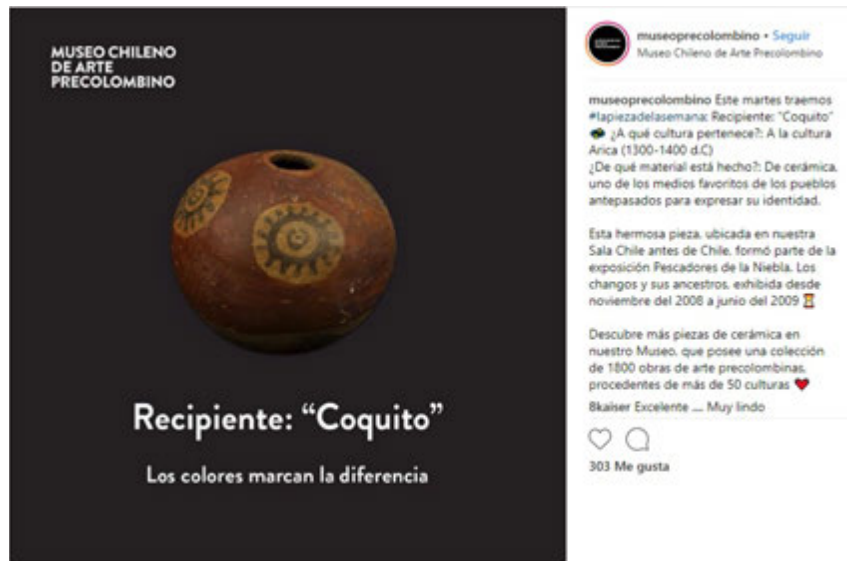 MUSEO CHILENO
DE ARTE
PRECOLOMBINO
Recipiente: “Coquito”
Los colores marcan la diferencia
museoprecolombino • Seguir
Museo Chileno de Arte Precolombino
museoprecolombino Este martes traemos
#lapiezadelasemana: Recipiente: "Coquito"
¿A qué cultura pertenece?: A la cultura
Arica (1300-1400 d.C)
¿De qué material está hecho?: De cerámica,
uno de los medios favoritos de los pueblos
antepasados para expresar su identidad.
Esta hermosa pieza, ubicada en nuestra
Sala Chile antes de Chile, formó parte de la
exposición Pescadores de la Niebla. Los
changos y sus ancestros, exhibida desde
noviembre del 2008 a junio del 2009 ⏳
Descubre más piezas de cerámica en
nuestro Museo, que posee una colección
de 1800 obras de arte precolombinas,
procedentes de más de 50 culturas ❤
8kaiser Excelente .... Muy lindo
303 Me gusta